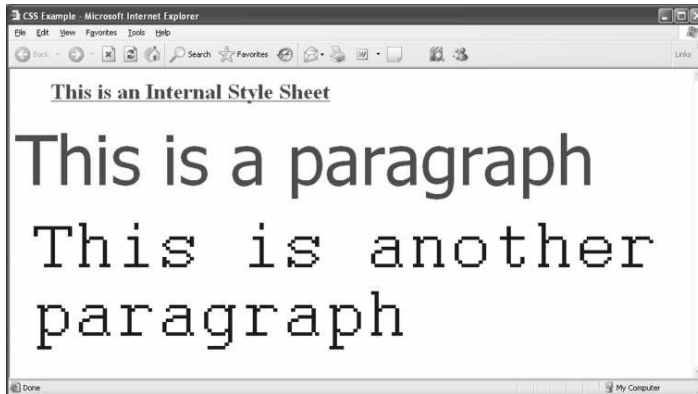 CSS Example - Microsoft Internet Explorer
File Edit View Favorites Tools Help
Back Search Favorites Links
This is an Internal Style Sheet
This is a paragraph
This is another
paragraph
Done My Computer